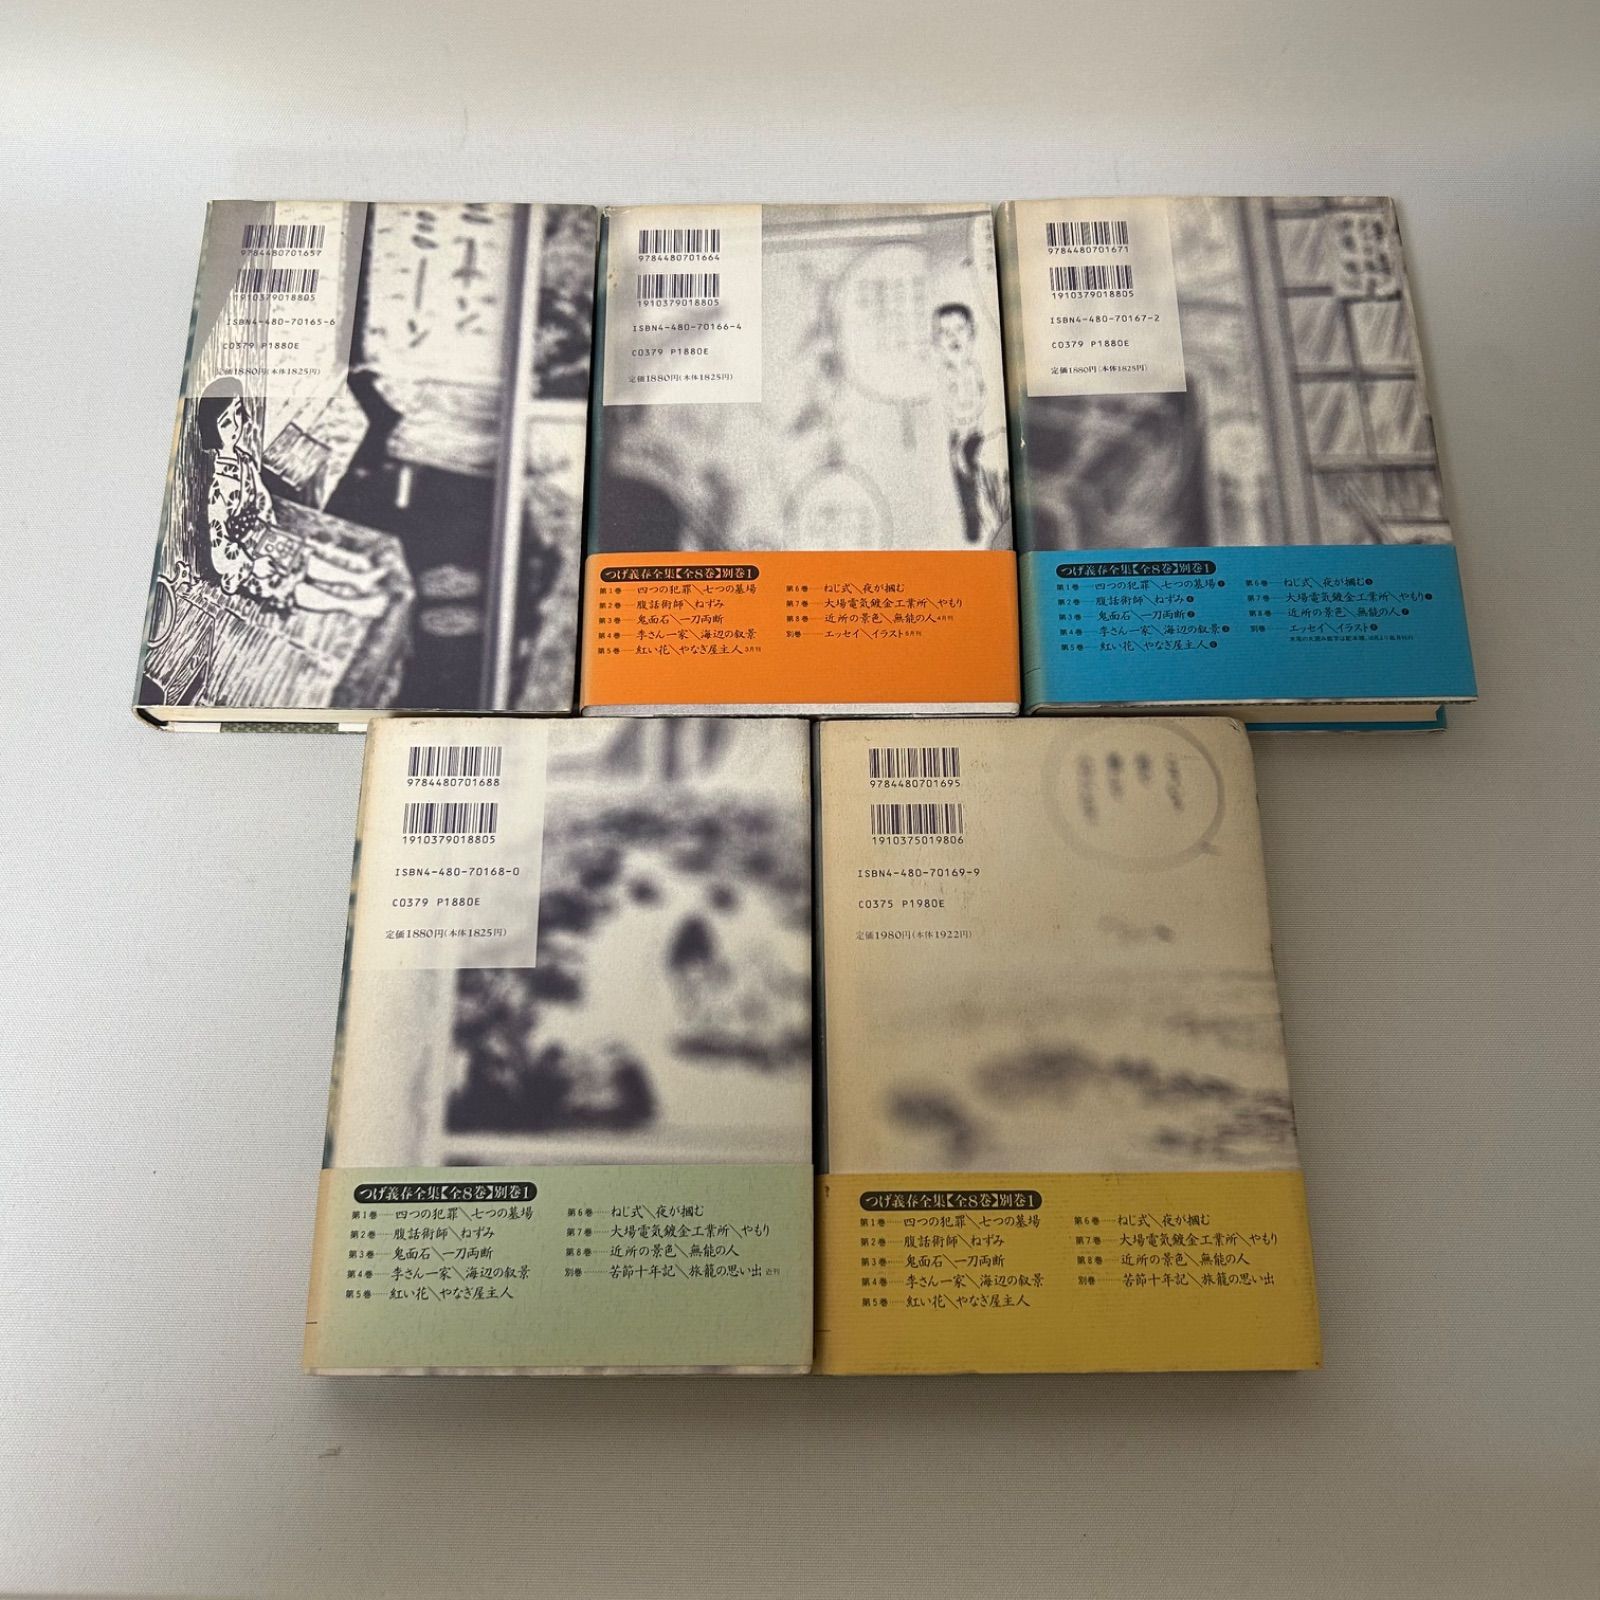 9784480701657
1910379018805
ISBN4-480-70165-6
C0379 P1880E
定価1880円(本体1825円)
9784480701664
1910379018805
ISBN4-480-70166-4
C0379 P1880E
定価1880円(本体1825円)
つげ義春全集【全8巻】別巻1
第1巻 四つの犯罪\七つの墓場
第2巻 腹話術師\ねずみ
第3巻 鬼面石\一刀両断
第4巻 李さん一家\海辺の叙景
第5巻 紅い花\やなぎ屋主人 3月刊
第6巻 ねじ式\夜が掴む
第7巻 大場電気鍍金工業所\やもり
第8巻 近所の景色\無能の人 4月刊
別巻 エッセイ\イラスト 5月刊
9784480701671
1910379018805
ISBN4-480-70167-2
C0379 P1880E
定価1880円(本体1825円)
つげ義春全集【全8巻】別巻1
第1巻 四つの犯罪\七つの墓場
第2巻 腹話術師\ねずみ
第3巻 鬼面石\一刀両断
第4巻 李さん一家\海辺の叙景
第5巻 紅い花\やなぎ屋主人
第6巻 ねじ式\夜が掴む
第7巻 大場電気鍍金工業所\やもり
第8巻 近所の景色\無能の人
別巻 エッセイ\イラスト
9784480701688
1910379018805
ISBN4-480-70168-0
C0379 P1880E
定価1880円(本体1825円)
つげ義春全集【全8巻】別巻1
第1巻 四つの犯罪\七つの墓場
第2巻 腹話術師\ねずみ
第3巻 鬼面石\一刀両断
第4巻 李さん一家\海辺の叙景
第5巻 紅い花\やなぎ屋主人
第6巻 ねじ式\夜が掴む
第7巻 大場電気鍍金工業所\やもり
第8巻 近所の景色\無能の人
別巻 苦節十年記\旅籠の思い出 近刊
9784480701695
1910375019806
ISBN4-480-70169-9
C0375 P1980E
定価1980円(本体1922円)
つげ義春全集【全8巻】別巻1
第1巻 四つの犯罪\七つの墓場
第2巻 腹話術師\ねずみ
第3巻 鬼面石\一刀両断
第4巻 李さん一家\海辺の叙景
第5巻 紅い花\やなぎ屋主人
第6巻 ねじ式\夜が掴む
第7巻 大場電気鍍金工業所\やもり
第8巻 近所の景色\無能の人
別巻 苦節十年記\旅籠の思い出